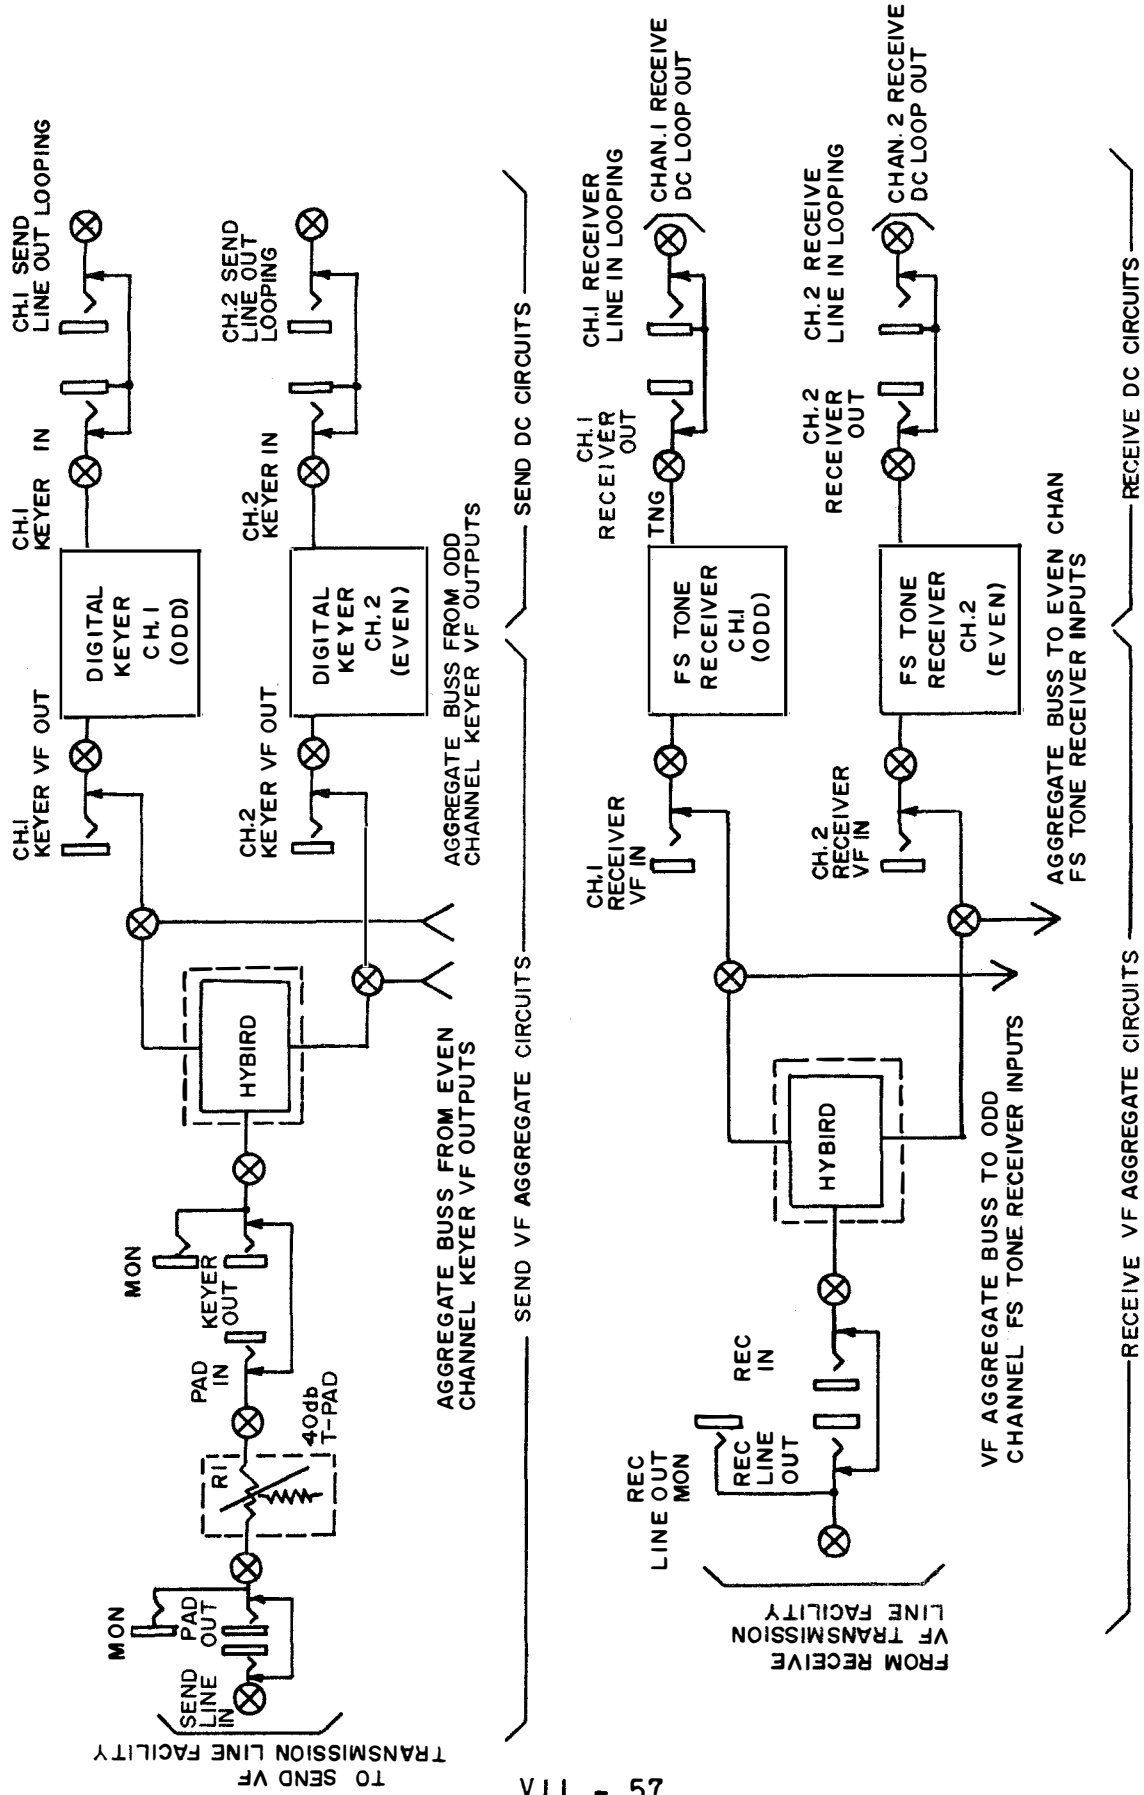 CH.1 SEND
LINE OUT LOOPING
CH.1
KEYER IN
DIGITAL
KEYER
CH.1
(ODD)
CH.1
KEYER VF OUT
CH.2 SEND
LINE OUT
LOOPING
CH.2
KEYER IN
DIGITAL
KEYER
CH.2
(EVEN)
CH.2
KEYER VF OUT
HYBIRD
MON
KEYER
OUT
PAD
IN
40db
T-PAD
R1
MON
PAD
OUT
SEND
LINE
IN
TO SEND VF
TRANSMISSION LINE FACILITY
AGGREGATE BUSS FROM ODD
CHANNEL KEYER VF OUTPUTS
AGGREGATE BUSS FROM EVEN
CHANNEL KEYER VF OUTPUTS
SEND VF AGGREGATE CIRCUITS
SEND DC CIRCUITS
CHAN.1 RECEIVE
DC LOOP OUT
CH.1 RECEIVER
LINE IN LOOPING
CH.1
RECEIVER
OUT
TNG
FS TONE
RECEIVER
CH.1
(ODD)
CH.1
RECEIVER
VF IN
CHAN. 2 RECEIVE
DC LOOP OUT
CH. 2 RECEIVE
LINE IN LOOPING
CH. 2
RECEIVER
OUT
FS TONE
RECEIVER
CH.2
(EVEN)
CH. 2
RECEIVER
VF IN
HYBIRD
REC
IN
REC
LINE
OUT
REC
LINE OUT
MON
FROM RECEIVE
VF TRANSMISSION
LINE FACILITY
AGGREGATE BUSS TO EVEN CHAN
FS TONE RECEIVER INPUTS
VF AGGREGATE BUSS TO ODD
CHANNEL FS TONE RECEIVER INPUTS
RECEIVE VF AGGREGATE CIRCUITS
RECEIVE DC CIRCUITS
VII - 57